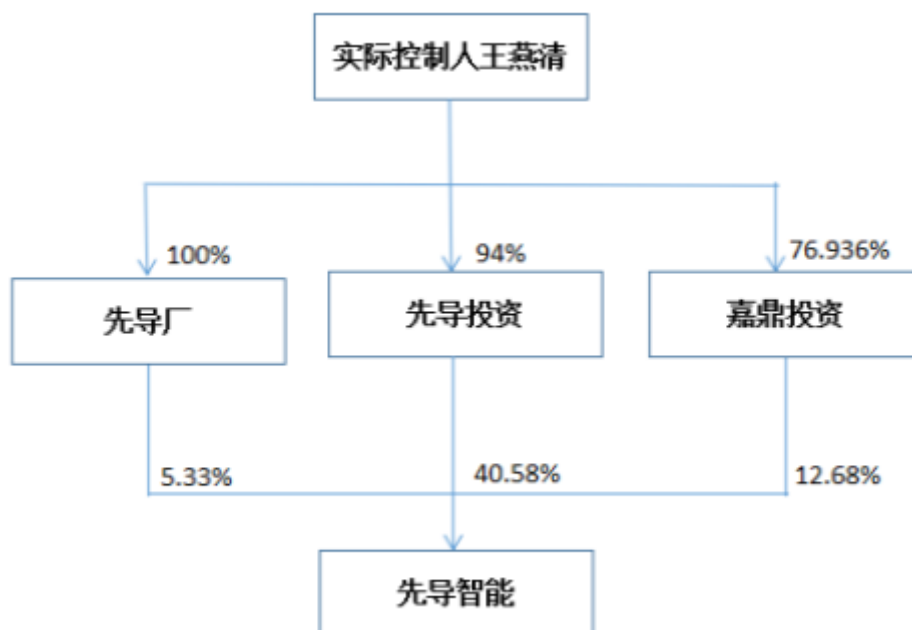 实际控制人王燕清
100%
94%
76.936%
先导厂
先导投资
嘉鼎投资
5.33%
40.58%
12.68%
先导智能